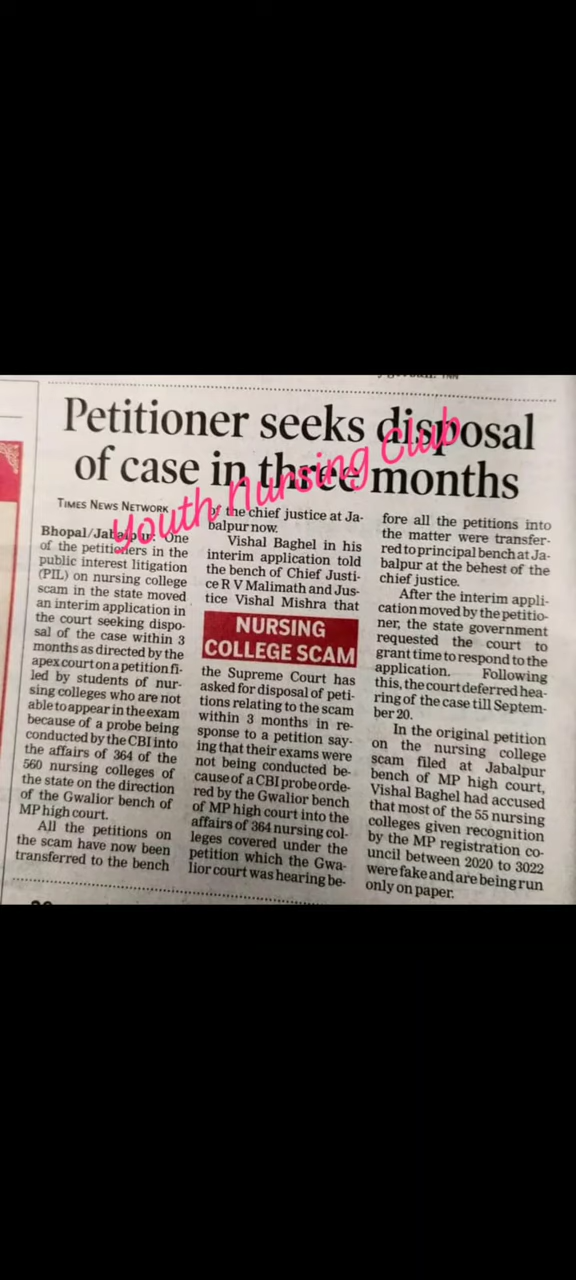 Petitioner seeks disposal
of case in three months
Youth Nursing Club
TIMES NEWS NETWORK
Bhopal/Jabalpur: One
of the petitioners in the
public interest litigation
(PIL) on nursing college
scam in the state moved
an interim application in
the court seeking dispo-
sal of the case within 3
months as directed by the
apex court on a petition fi-
led by students of nur-
sing colleges who are not
able to appear in the exam
because of a probe being
conducted by the CBI into
the affairs of 364 of the
560 nursing colleges of
the state on the direction
of the Gwalior bench of
MP high court.
All the petitions on
the scam have now been
transferred to the bench
of the chief justice at Ja-
balpur now.
Vishal Baghel in his
interim application told
the bench of Chief Justi-
ce R V Malimath and Jus-
tice Vishal Mishra that
NURSING
COLLEGE SCAM
the Supreme Court has
asked for disposal of peti-
tions relating to the scam
within 3 months in re-
sponse to a petition say-
ing that their exams were
not being conducted be-
cause of a CBI probe orde-
red by the Gwalior bench
of MP high court into the
affairs of 364 nursing col-
leges covered under the
petition which the Gwa-
lior court was hearing be-
fore all the petitions into
the matter were transfer-
red to principal bench at Ja-
balpur at the behest of the
chief justice.
After the interim appli-
cation moved by the petitio-
ner, the state government
requested the court to
grant time to respond to the
application. Following
this, the court deferred hea-
ring of the case till Septem-
ber 20.
In the original petition
on the nursing college
scam filed at Jabalpur
bench of MP high court,
Vishal Baghel had accused
that most of the 55 nursing
colleges given recognition
by the MP registration co-
uncil between 2020 to 3022
were fake and are being run
only on paper.